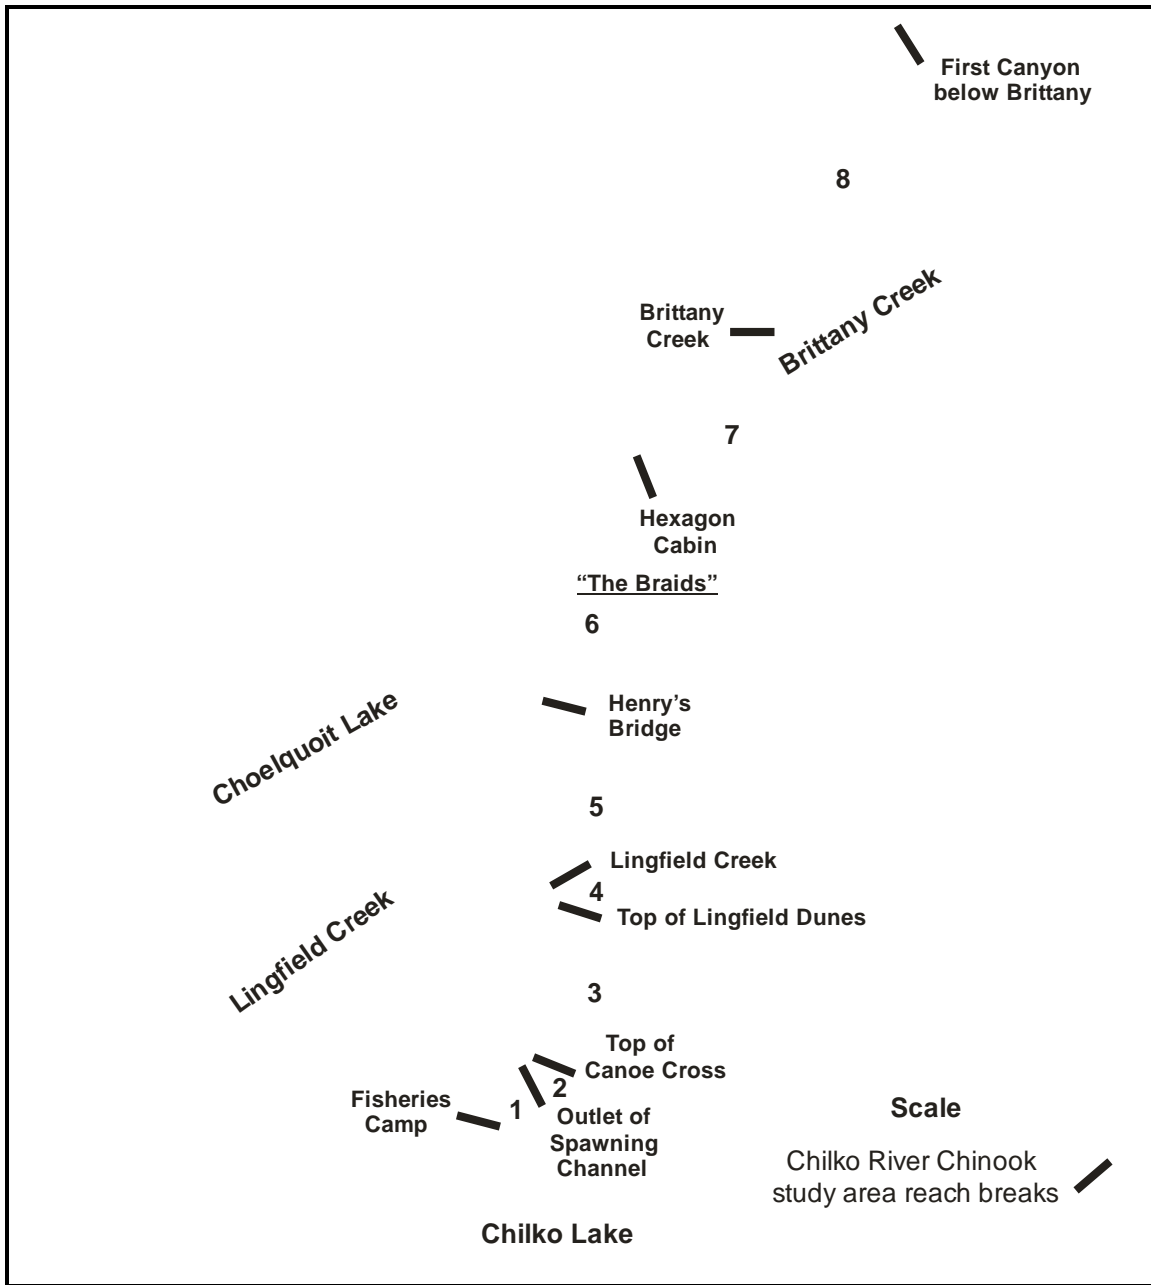 First Canyon
below Brittany
8
Brittany Creek
Brittany
Creek
7
Hexagon
Cabin
“The Braids”
6
Choelquoit Lake
Henry’s
Bridge
5
Lingfield Creek
4
Top of Lingfield Dunes
Lingfield Creek
3
Top of
Canoe Cross
2
Fisheries
Camp
1
Outlet of
Spawning
Channel
Scale
Chilko River Chinook
study area reach breaks
Chilko Lake